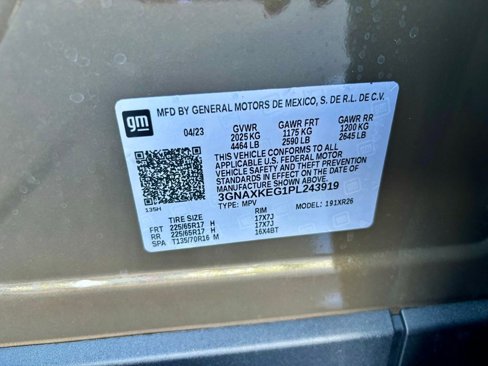 gm
MFD BY GENERAL MOTORS DE MEXICO, S. DE R.L. DE C.V.
04/23 GVWR GAWR FRT GAWR RR
2025 KG 1175 KG 1200 KG
4464 LB 2590 LB 2645 LB
THIS VEHICLE CONFORMS TO ALL
APPLICABLE U.S. FEDERAL MOTOR
VEHICLE SAFETY AND THEFT PREVENTION
STANDARDS IN EFFECT ON THE DATE OF
MANUFACTURE SHOWN ABOVE.
3GNAXKEG1PL243919
135H TYPE: MPV MODEL: 191XR26
TIRE SIZE RIM
FRT 225/65R17 H 17X7J
RR 225/65R17 H 17X7J
SPA T135/70R16 M 16X4BT